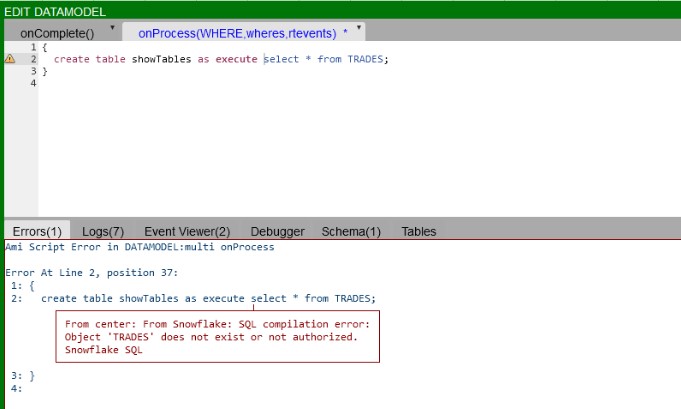 EDIT DATAMODEL
onComplete() onProcess(WHERE,wheres,rtevents) *
1 {
2 create table showTables as execute select * from TRADES;
3 }
4
Errors(1) Logs(7) Event Viewer(2) Debugger Schema(1) Tables
Ami Script Error in DATAMODEL:multi onProcess
Error At Line 2, position 37:
1: {
2: create table showTables as execute select * from TRADES;
From center: From Snowflake: SQL compilation error:
Object 'TRADES' does not exist or not authorized.
Snowflake SQL
3: }
4: